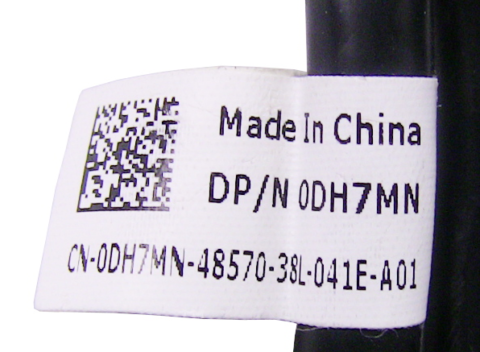 Made In China
DP/N 0DH7MN
CN-0DH7MN-48570-38L-041E-A01